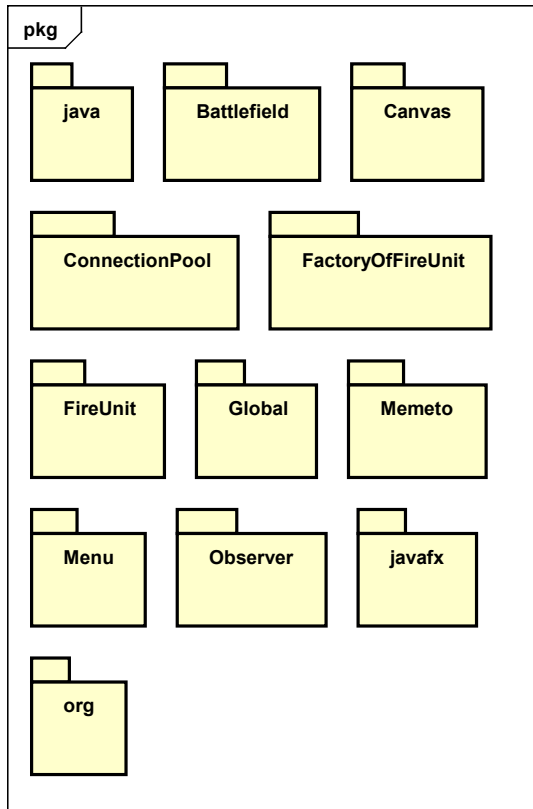 pkg
java Battlefield Canvas
ConnectionPool FactoryOfFireUnit
FireUnit Global Memeto
Menu Observer javafx
org